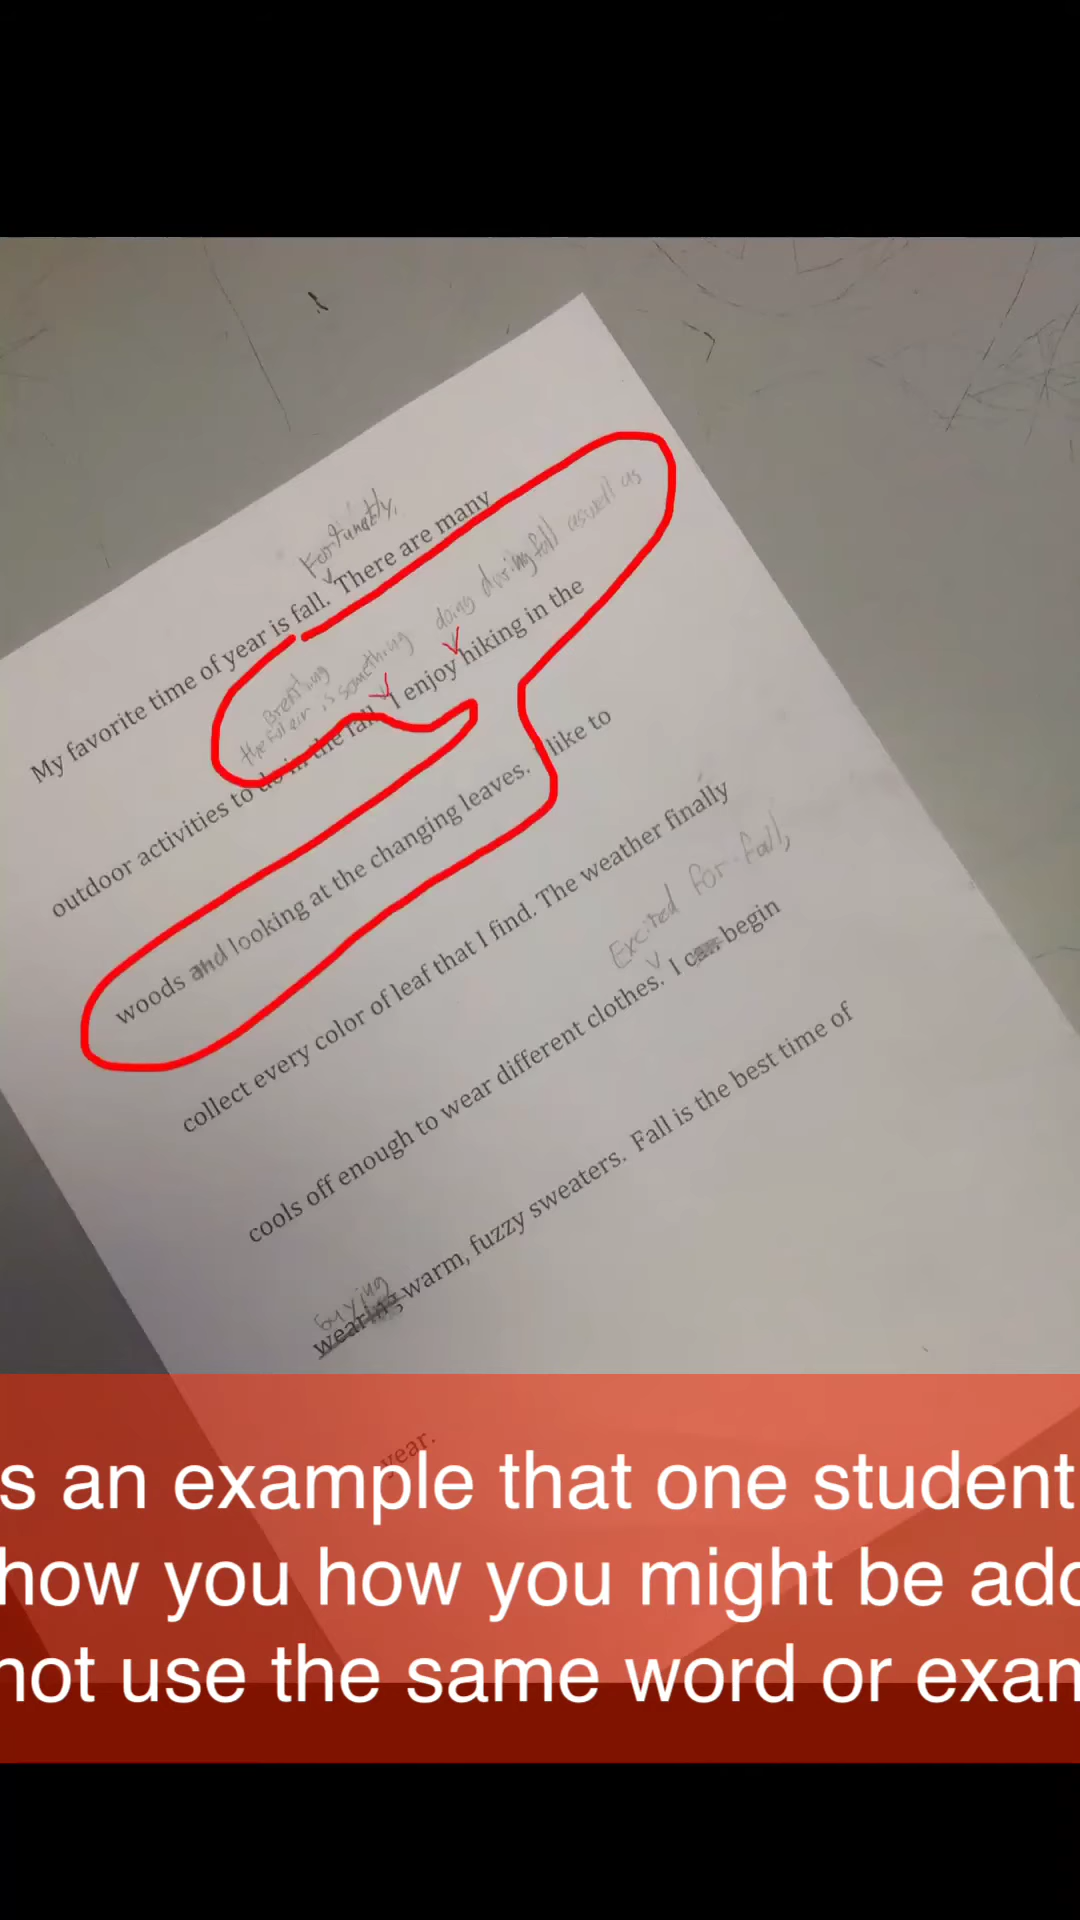 Fortunately,
My favorite time of year is fall. There are many
Breathing
the fall air is something doing during fall aswell as
outdoor activities to do in the fall. I enjoy hiking in the
woods and looking at the changing leaves. I like to
collect every color of leaf that I find. The weather finally
Excited for fall,
cools off enough to wear different clothes. I can begin
buying
wearing warm, fuzzy sweaters. Fall is the best time of
year.
s an example that one student
how you how you might be add
not use the same word or exam